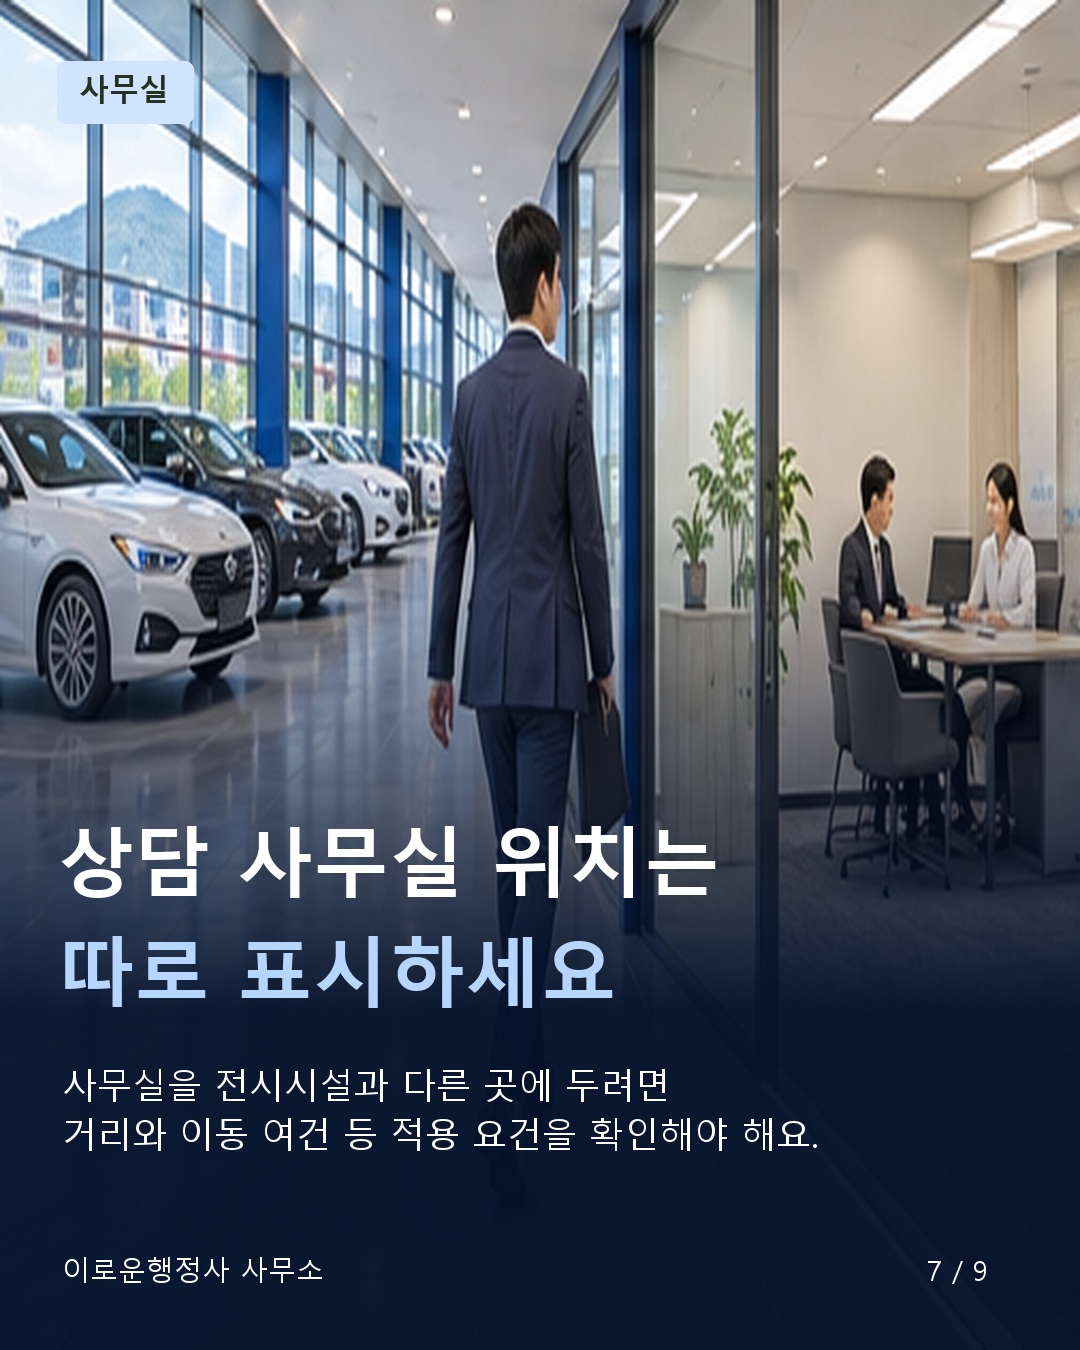 사무실
상담 사무실 위치는
따로 표시하세요
사무실을 전시시설과 다른 곳에 두려면
거리와 이동 여건 등 적용 요건을 확인해야 해요.
이로운행정사 사무소
7 / 9